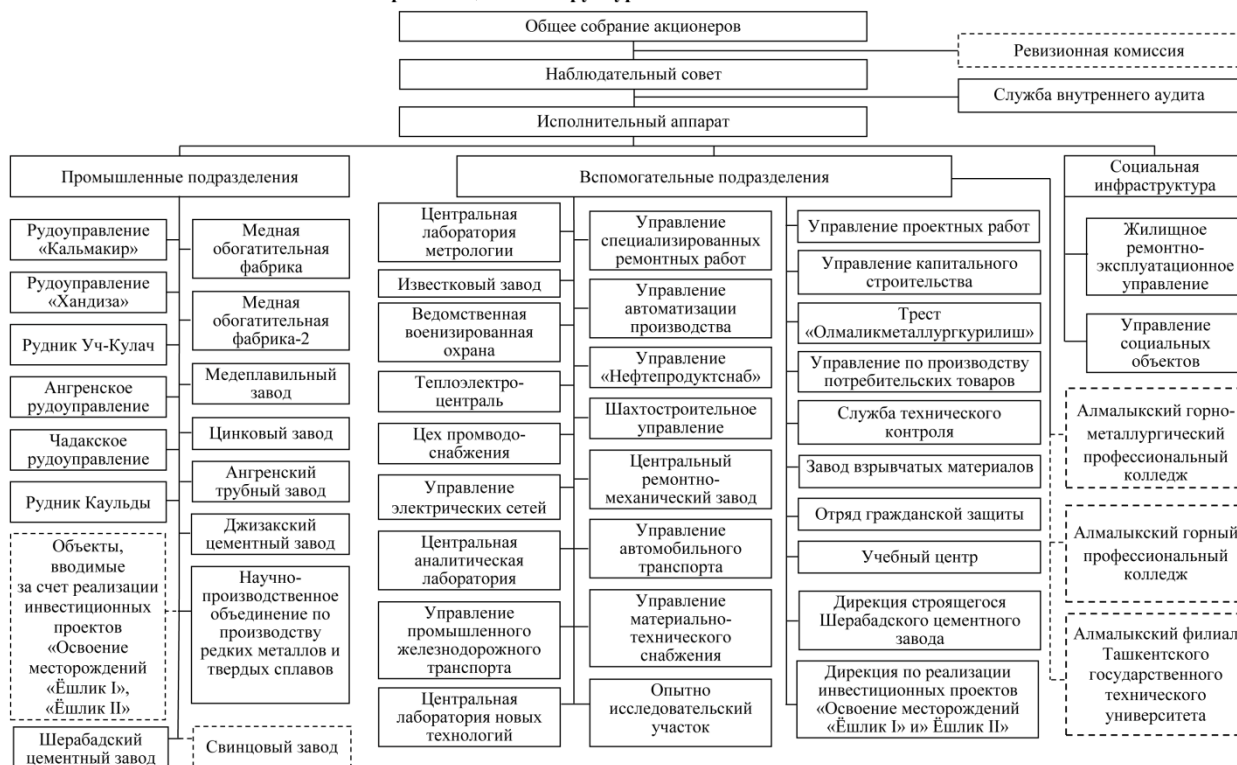 Общее собрание акционеров
Ревизионная комиссия
Наблюдательный совет
Служба внутреннего аудита
Исполнительный аппарат
Промышленные подразделения
Вспомогательные подразделения
Социальная
инфраструктура
Рудоуправление
«Кальмакир»
Рудоуправление
«Хандиза»
Рудник Уч-Кулач
Ангренское
рудоуправление
Чадакское
рудоуправление
Рудник Каульды
Объекты,
вводимые
за счет реализации
инвестиционных
проектов
«Освоение
месторождений
«Ёшлик I»,
«Ёшлик II»
Шерабадский
цементный завод
Медная
обогатительная
фабрика
Медная
обогатительная
фабрика-2
Медеплавильный
завод
Цинковый завод
Ангренский
трубный завод
Джизакский
цементный завод
Научно-
производственное
объединение по
производству
редких металлов и
твердых сплавов
Свинцовый завод
Центральная
лаборатория
метрологии
Известковый завод
Ведомственная
военизированная
охрана
Теплоэлектро-
централь
Цех промводо-
снабжения
Управление
электрических сетей
Центральная
аналитическая
лаборатория
Управление
промышленного
железнодорожного
транспорта
Центральная
лаборатория новых
технологий
Управление
специализированных
ремонтных работ
Управление
автоматизации
производства
Управление
«Нефтепродуктснаб»
Шахтостроительное
управление
Центральный
ремонтно-
механический завод
Управление
автомобильного
транспорта
Управление
материально-
технического
снабжения
Опытно
исследовательский
участок
Управление проектных работ
Управление капитального
строительства
Трест
«Олмаликметаллургкурилиш»
Управление по производству
потребительских товаров
Служба технического
контроля
Завод взрывчатых материалов
Отряд гражданской защиты
Учебный центр
Дирекция строящегося
Шерабадского цементного
завода
Дирекция по реализации
инвестиционных проектов
«Освоение месторождений
«Ёшлик I» и» Ёшлик II»
Жилищное
ремонтно-
эксплуатационное
управление
Управление
социальных
объектов
Алмалыкский горно-
металлургический
профессиональный
колледж
Алмалыкский горный
профессиональный
колледж
Алмалыкский филиал
Ташкентского
государственного
технического
университета